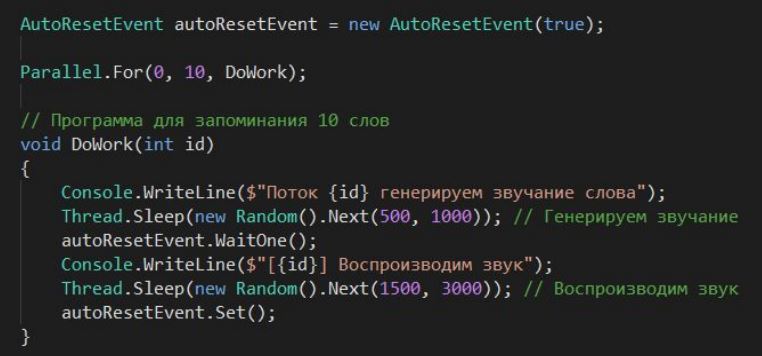 AutoResetEvent autoResetEvent = new AutoResetEvent(true);
Parallel.For(0, 10, DoWork);
// Программа для запоминания 10 слов
void DoWork(int id)
{
    Console.WriteLine($"Поток {id} генерируем звучание слова");
    Thread.Sleep(new Random().Next(500, 1000)); // Генерируем звучание
    autoResetEvent.WaitOne();
    Console.WriteLine($"[{id}] Воспроизводим звук");
    Thread.Sleep(new Random().Next(1500, 3000)); // Воспроизводим звук
    autoResetEvent.Set();
}